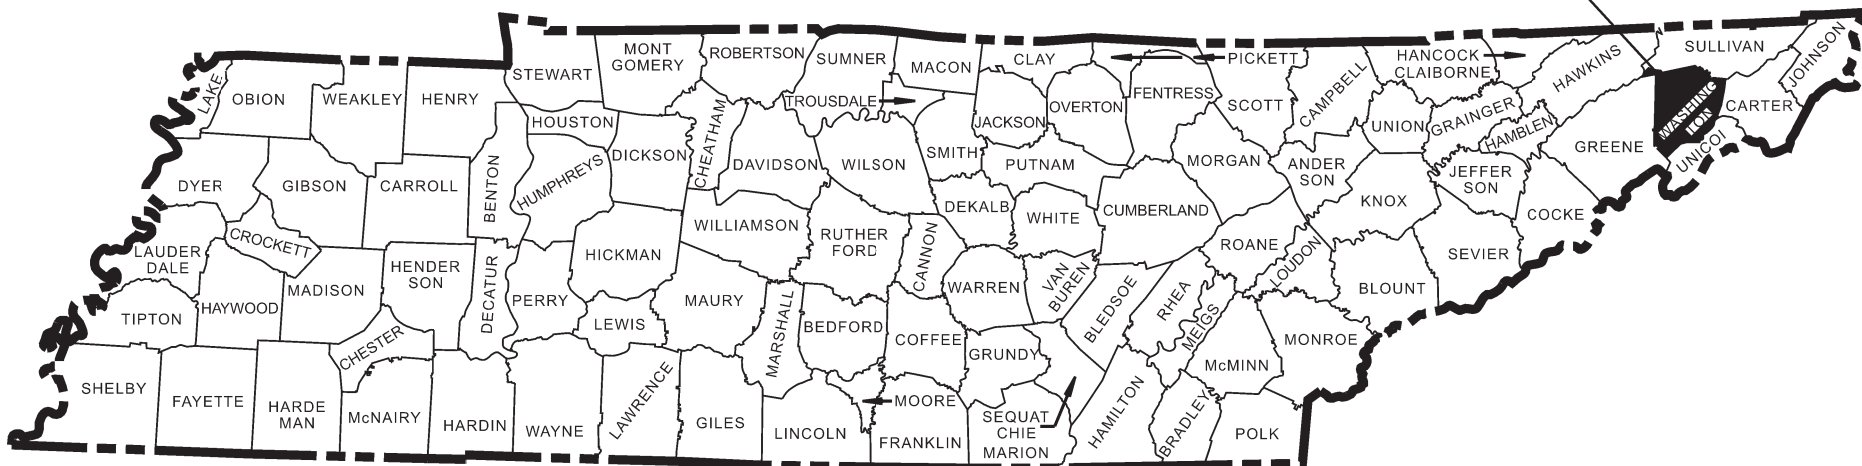 STEWART
MONT
GOMERY
ROBERTSON
SUMNER
MACON
CLAY
PICKETT
HANCOCK
CLAIBORNE
HAWKINS
SULLIVAN
JOHNSON
LAKE
OBION
WEAKLEY
HENRY
HOUSTON
DICKSON
CHEATHAM
TROUSDALE
JACKSON
OVERTON
FENTRESS
SCOTT
CAMPBELL
UNION
GRAINGER
HAMBLEN
GREENE
WASHING
TON
CARTER
UNICOI
DYER
GIBSON
CARROLL
BENTON
HUMPHREYS
DAVIDSON
WILSON
SMITH
PUTNAM
MORGAN
ANDER
SON
KNOX
JEFFER
SON
COCKE
LAUDER
DALE
CROCKETT
HENDER
SON
DECATUR
HICKMAN
WILLIAMSON
RUTHER
FORD
CANNON
DEKALB
WHITE
CUMBERLAND
ROANE
LOUDON
SEVIER
TIPTON
HAYWOOD
MADISON
PERRY
LEWIS
MAURY
MARSHALL
BEDFORD
COFFEE
WARREN
VAN
BUREN
BLEDSOE
RHEA
MEIGS
BLOUNT
SHELBY
FAYETTE
HARDE
MAN
CHESTER
McNAIRY
HARDIN
WAYNE
LAWRENCE
GILES
LINCOLN
MOORE
FRANKLIN
GRUNDY
SEQUAT
CHIE
MARION
HAMILTON
BRADLEY
McMINN
POLK
MONROE